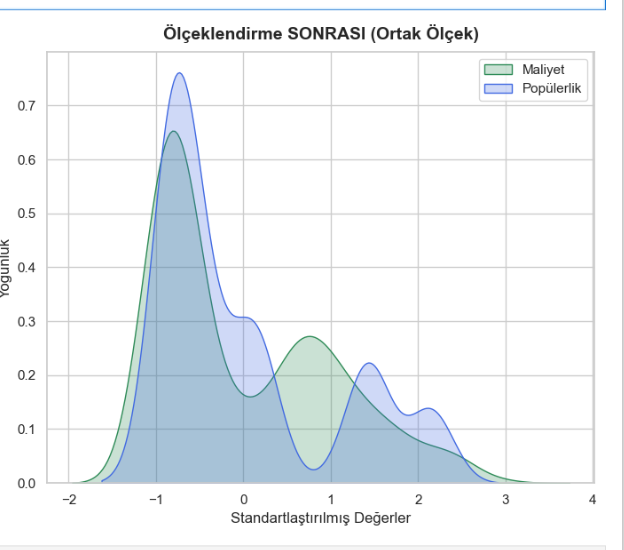 Ölçeklendirme SONRASI (Ortak Ölçek)
Maliyet
Popülerlik
0.7
0.6
0.5
0.4
0.3
0.2
0.1
0.0
Yoğunluk
−2 −1 0 1 2 3 4
Standartlaştırılmış Değerler